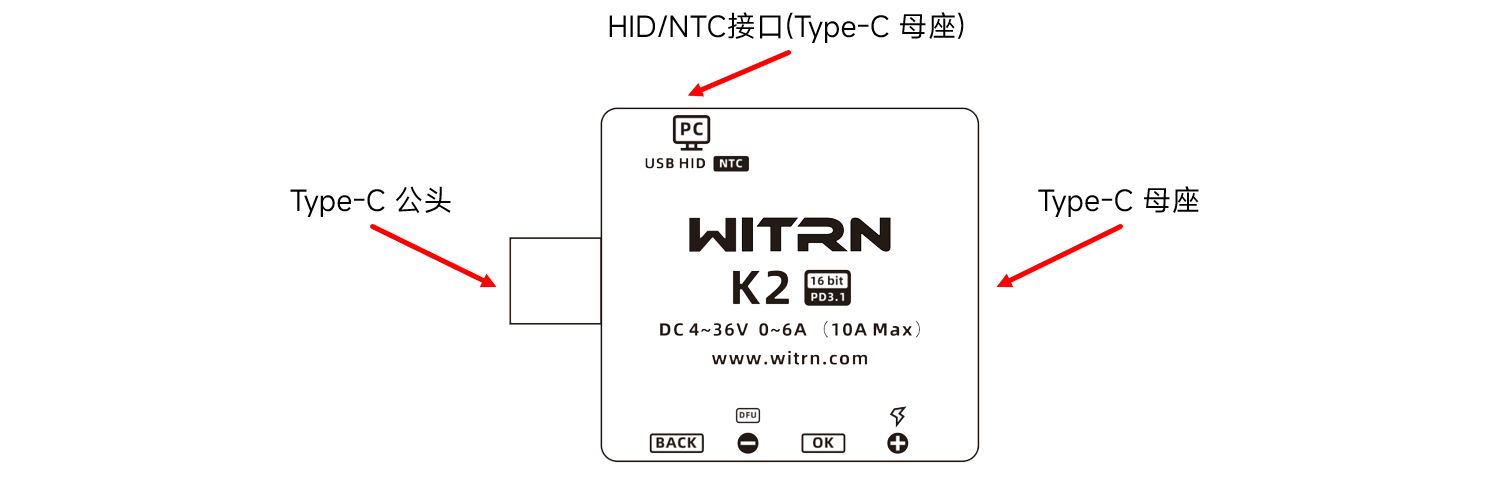 HID/NTC接口(Type-C 母座)
PC
USB HID NTC
Type-C 公头
Type-C 母座
WITRN
K2 16 bit PD3.1
DC 4~36V 0~6A（10A Max）
www.witrn.com
DFU
BACK OK